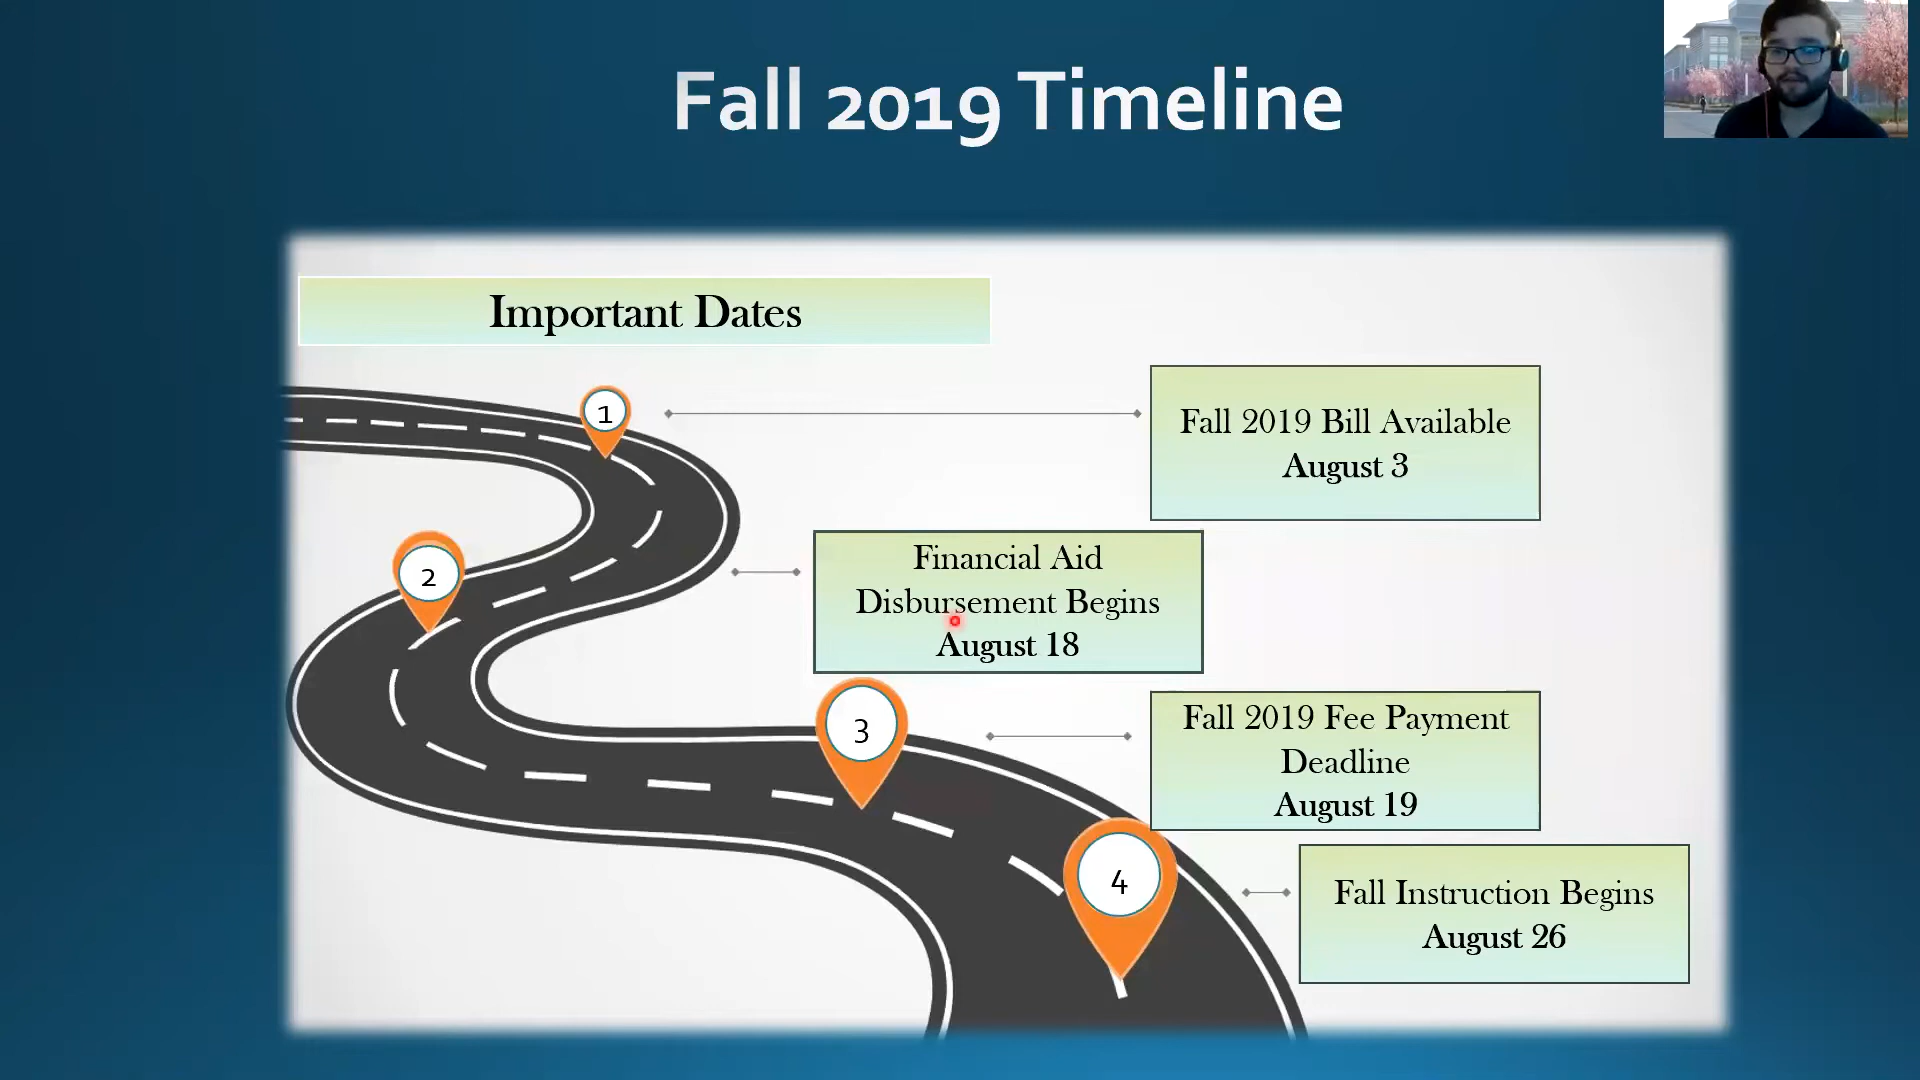 Fall 2019 Timeline
Important Dates
1
Fall 2019 Bill Available
August 3
2
Financial Aid
Disbursement Begins
August 18
3
Fall 2019 Fee Payment
Deadline
August 19
4
Fall Instruction Begins
August 26